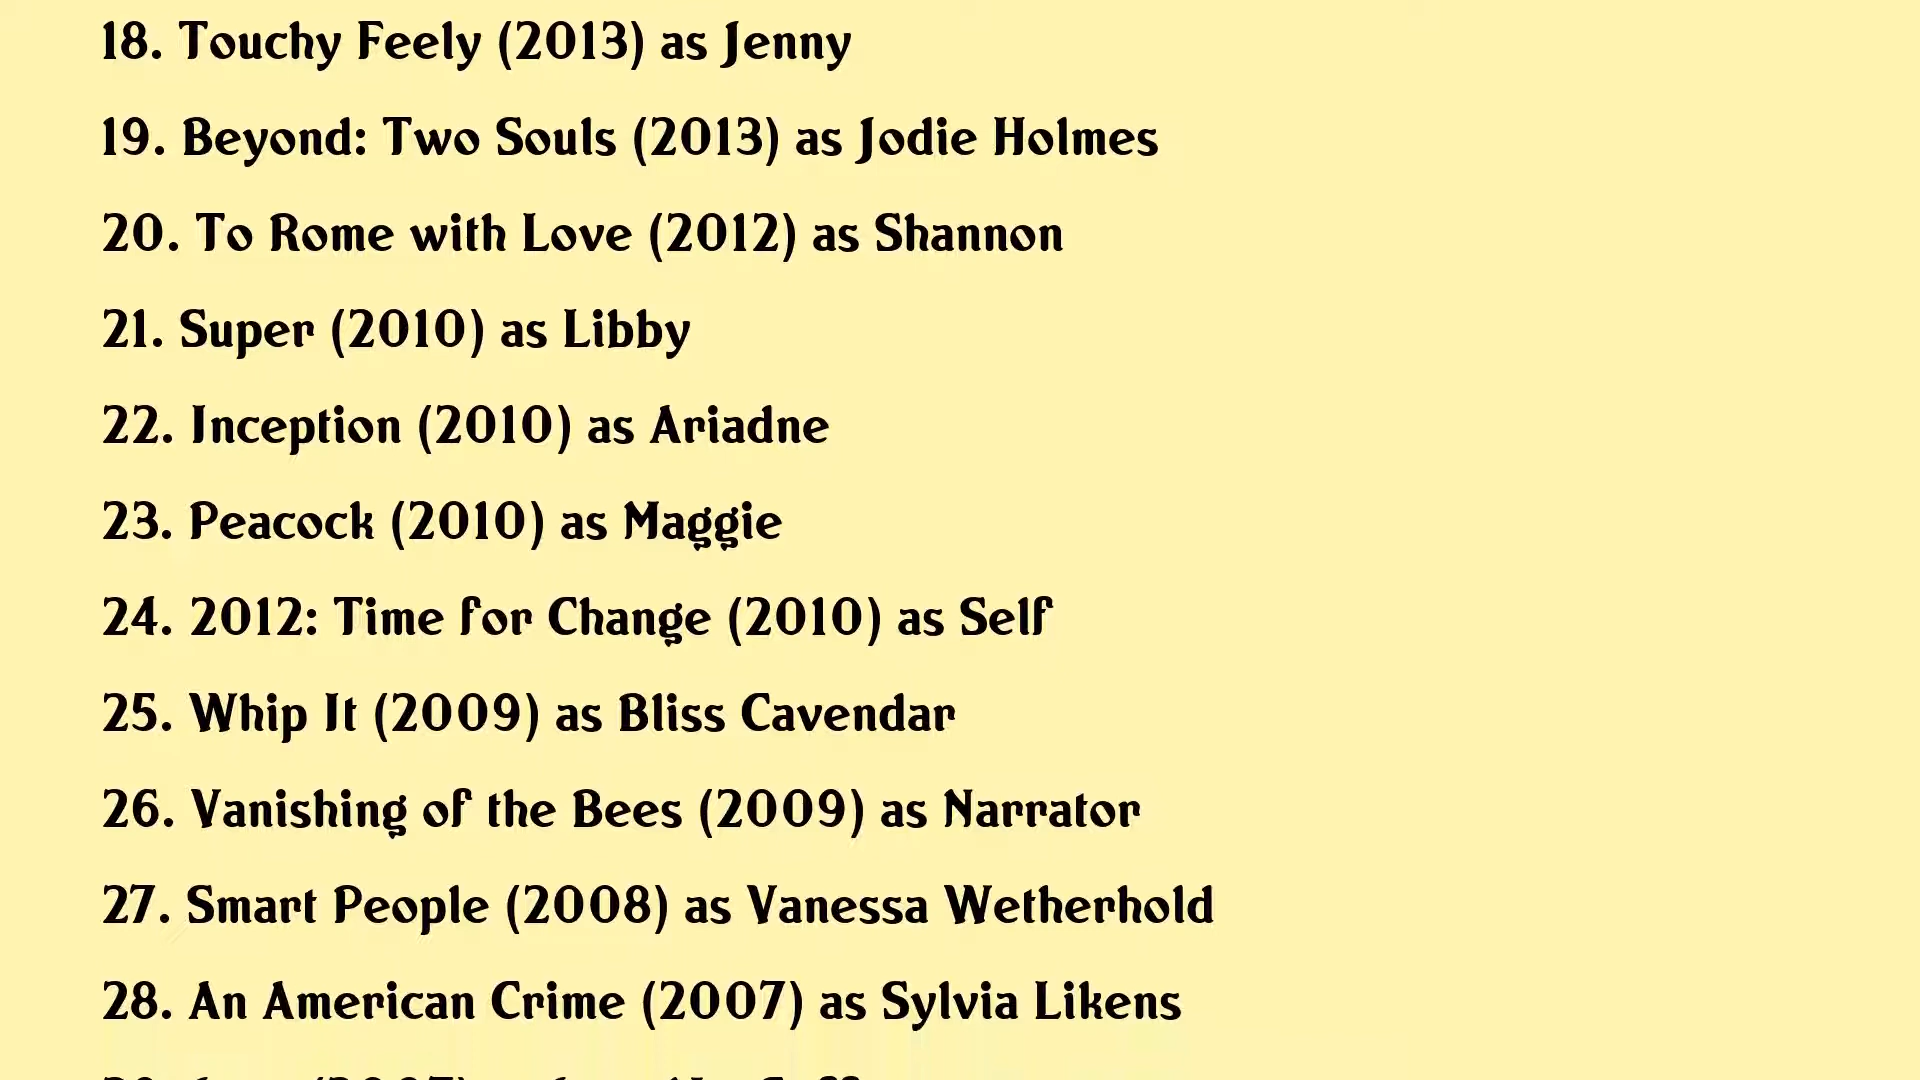 18. Touchy Feely (2013) as Jenny
19. Beyond: Two Souls (2013) as Jodie Holmes
20. To Rome with Love (2012) as Shannon
21. Super (2010) as Libby
22. Inception (2010) as Ariadne
23. Peacock (2010) as Maggie
24. 2012: Time for Change (2010) as Self
25. Whip It (2009) as Bliss Cavendar
26. Vanishing of the Bees (2009) as Narrator
27. Smart People (2008) as Vanessa Wetherhold
28. An American Crime (2007) as Sylvia Likens